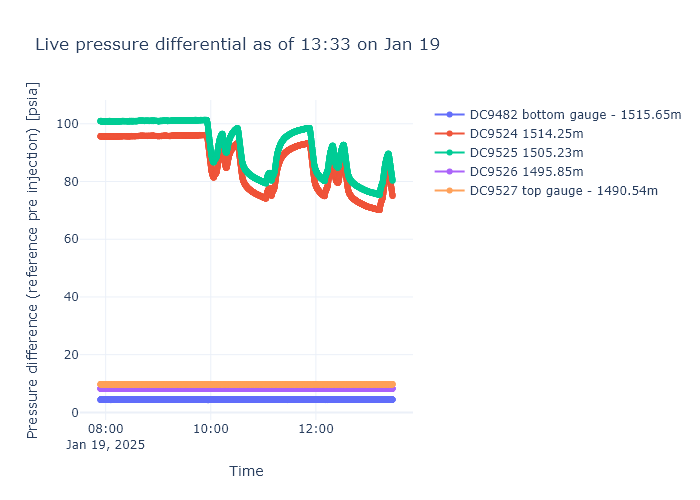 Live pressure differential as of 13:33 on Jan 19
Pressure difference (reference pre injection) [psia]
100
80
60
40
20
0
08:00
Jan 19, 2025
10:00
12:00
Time
DC9482 bottom gauge - 1515.65m
DC9524 1514.25m
DC9525 1505.23m
DC9526 1495.85m
DC9527 top gauge - 1490.54m